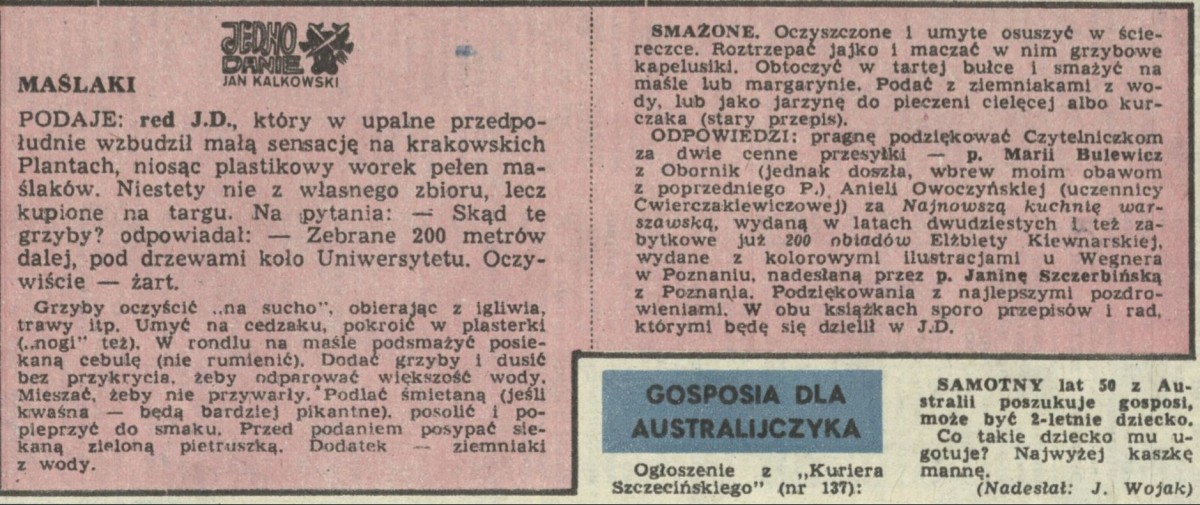 JEDNO
DANIE
JAN KALKOWSKI
MAŚLAKI
PODAJE: red J.D., który w upalne przedpo-
łudnie wzbudził małą sensację na krakowskich
Plantach, niosąc plastikowy worek pełen ma-
ślaków. Niestety nie z własnego zbioru, lecz
kupione na targu. Na pytania: — Skąd te
grzyby? odpowiadał: — Zebrane 200 metrów
dalej, pod drzewami koło Uniwersytetu. Oczy-
wiście — żart.
Grzyby oczyścić „na sucho", obierając z igliwia,
trawy itp. Umyć na cedzaku, pokroić w plasterki
(„nogi" też). W rondlu na maśle podsmażyć posie-
kaną cebulę (nie rumienić). Dodać grzyby i dusić
bez przykrycia, żeby odparować większość wody.
Mieszać, żeby nie przywarły. Podlać śmietaną (jeśli
kwaśna — będą bardziej pikantne), posolić i po-
pieprzyć do smaku. Przed podaniem posypać sie-
kaną zieloną pietruszką. Dodatek — ziemniaki
z wody.
SMAŻONE. Oczyszczone i umyte osuszyć w ście-
reczce. Roztrzepać jajko i maczać w nim grzybowe
kapelusiki. Obtoczyć w tartej bułce i smażyć na
maśle lub margarynie. Podać z ziemniakami z wo-
dy, lub jako jarzynę do pieczeni cielęcej albo kur-
czaka (stary przepis).
ODPOWIEDZI: pragnę podziękować Czytelniczkom
za dwie cenne przesyłki — p. Marii Bulewicz
z Obornik (jednak doszła, wbrew moim obawom
z poprzedniego P.) Anieli Owoczyńskiej (uczennicy
Ćwierczakiewiczowej) za Najnowszą kuchnię war-
szawską, wydaną w latach dwudziestych i też za-
bytkowe już 200 obiadów Elżbiety Kiewnarskiej,
wydane z kolorowymi ilustracjami u Wegnera
w Poznaniu, nadesłaną przez p. Janinę Szczerbińską
z Poznania. Podziękowania z najlepszymi pozdro-
wieniami. W obu książkach sporo przepisów i rad,
którymi będę się dzielił w J.D.
GOSPOSIA DLA
AUSTRALIJCZYKA
Ogłoszenie z „Kuriera
Szczecińskiego" (nr 137):
SAMOTNY lat 50 z Au-
stralii poszukuje gosposi,
może być 2-letnie dziecko.
Co takie dziecko mu u-
gotuje? Najwyżej kaszkę
mannę.
(Nadesłał: J. Wojak)